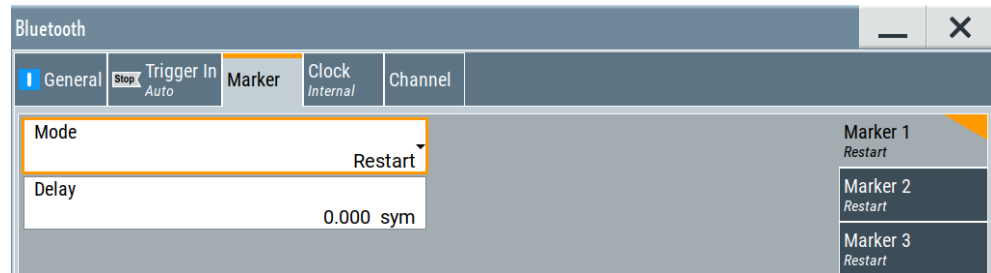 Bluetooth
General
Stop
Trigger In
Auto
Marker
Clock
Internal
Channel
Mode
Restart
Delay
0.000 sym
Marker 1
Restart
Marker 2
Restart
Marker 3
Restart